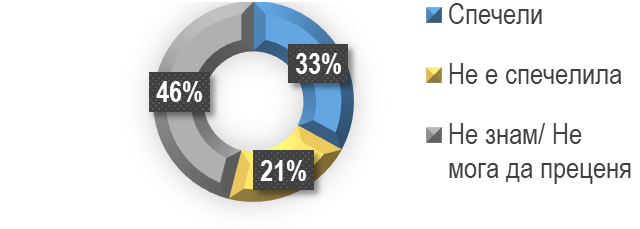 33%
46%
21%
Спечели
Не е спечелила
Не знам/ Не
мога да преценя